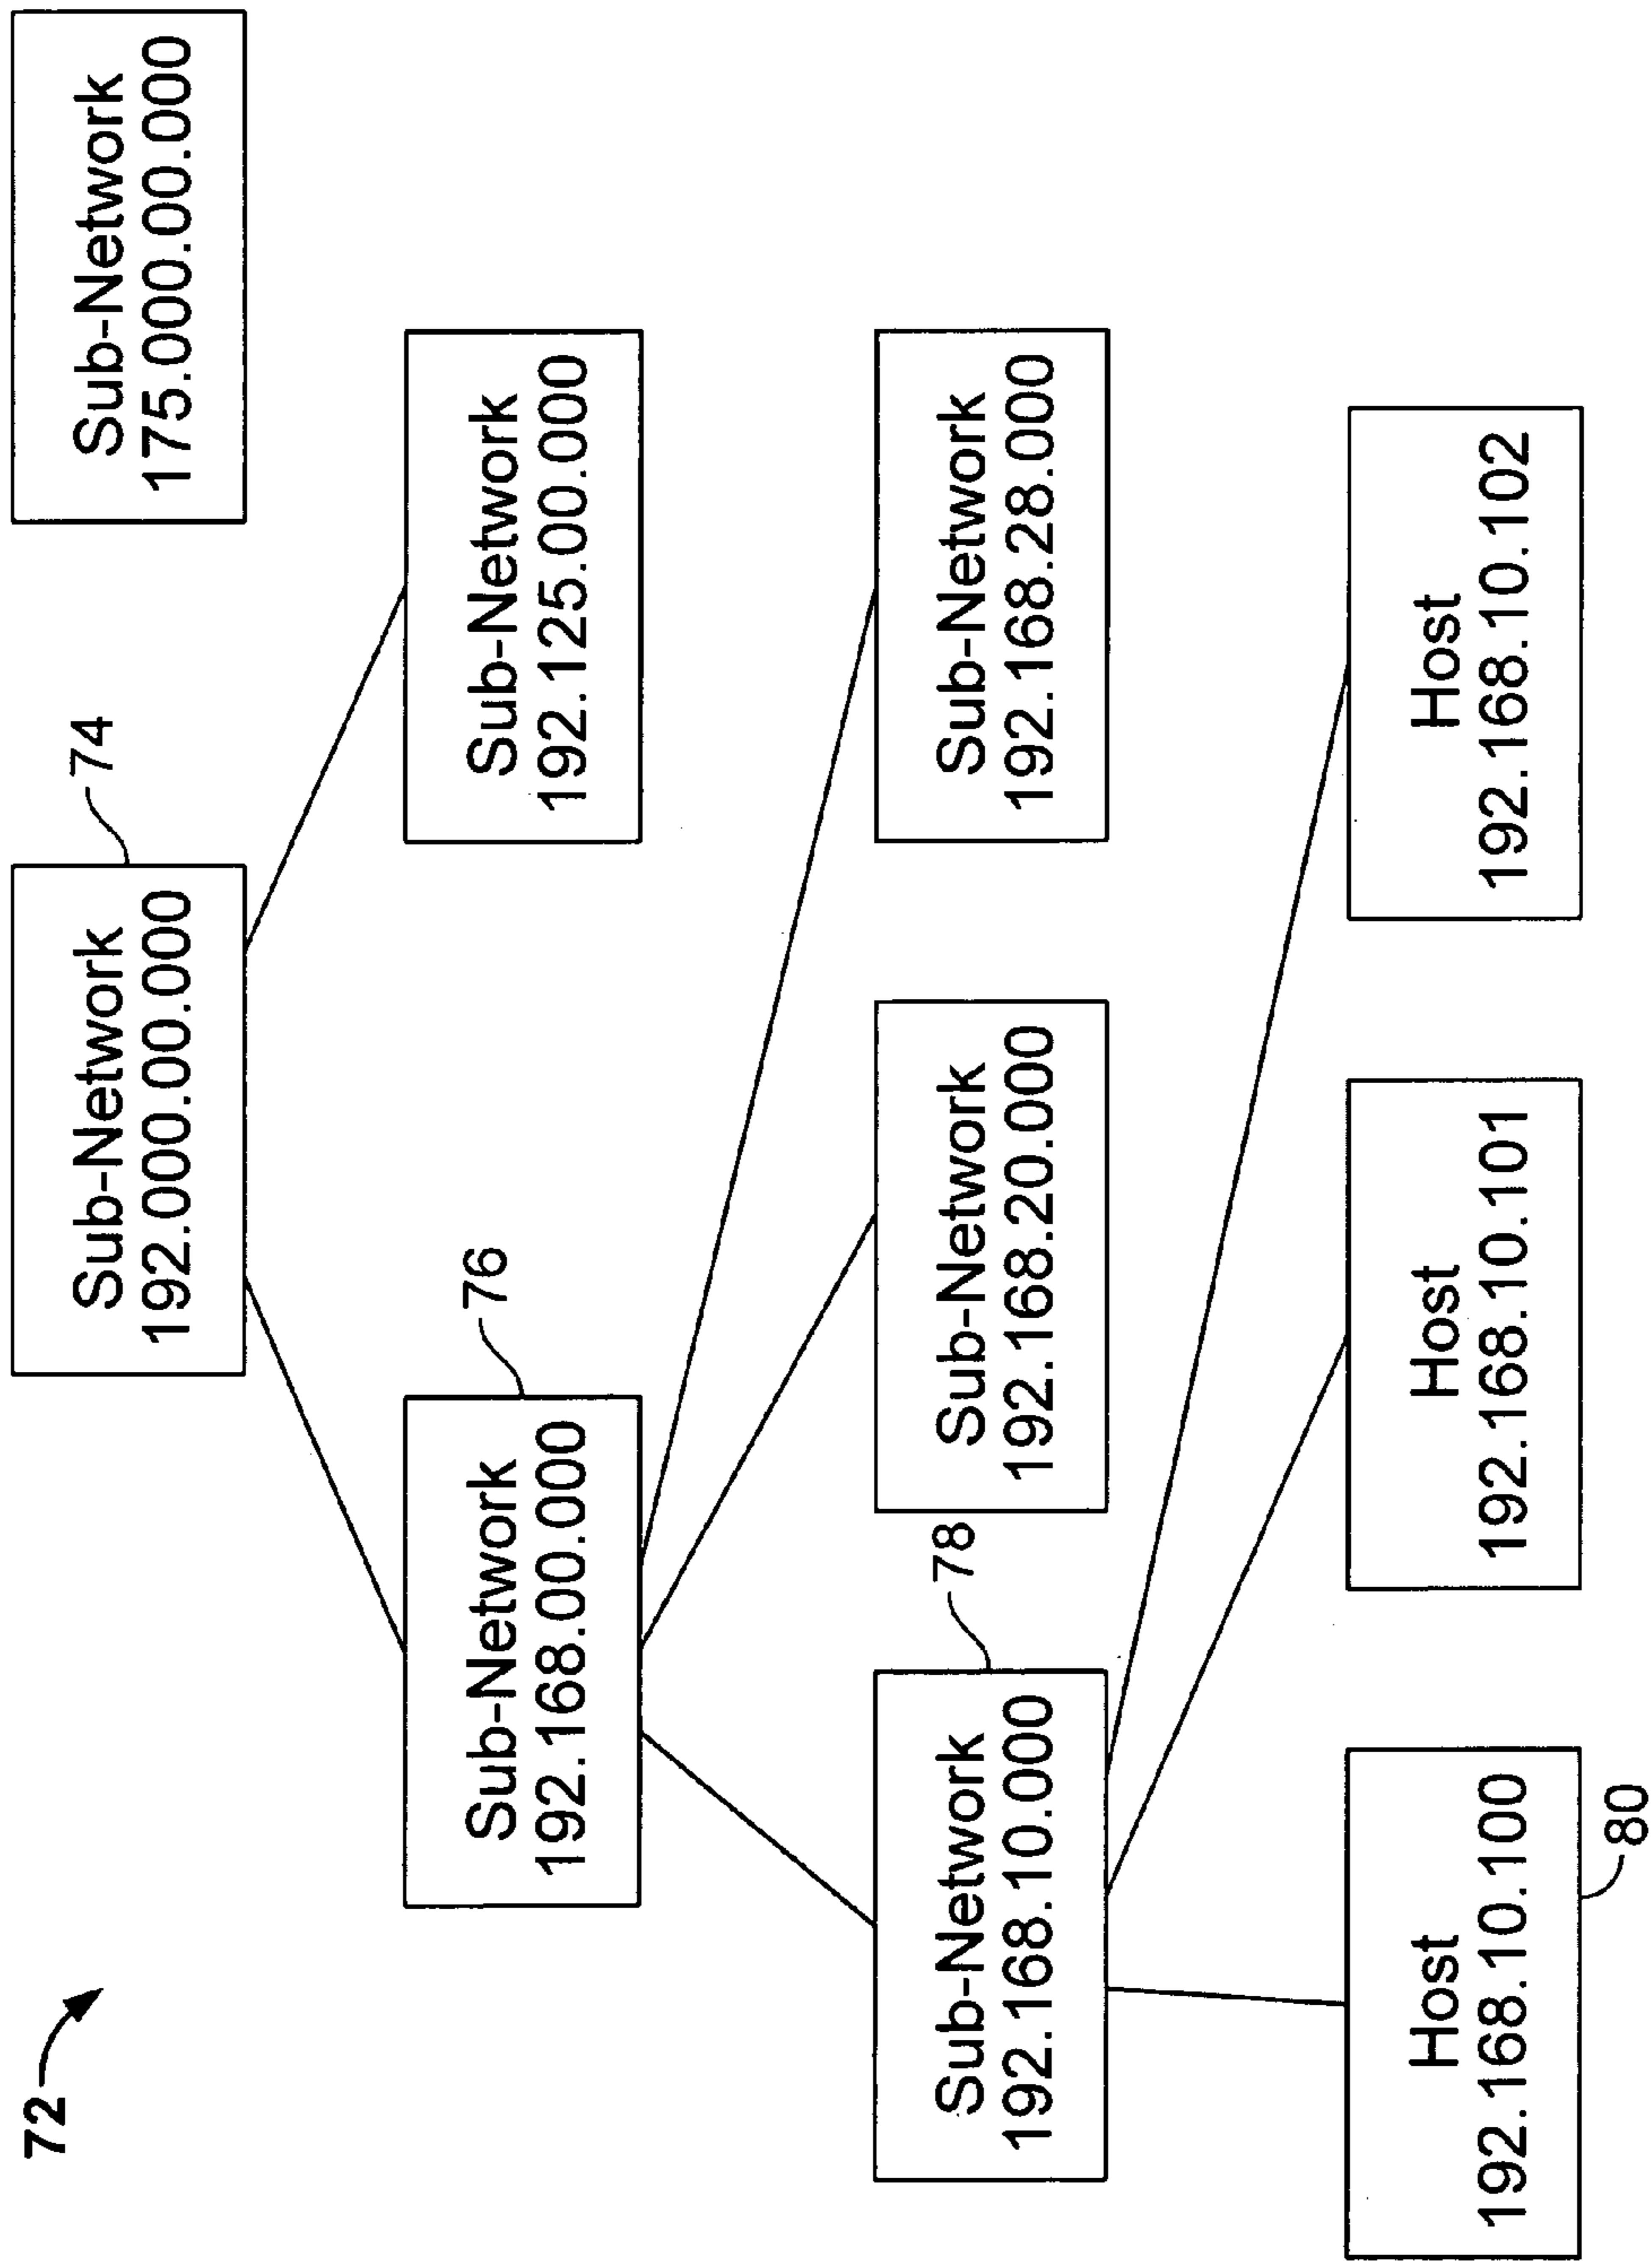 72
Sub-Network
192.000.00.000
74
Sub-Network
175.000.00.000
Sub-Network
192.168.00.000
76
Sub-Network
192.125.00.000
Sub-Network
192.168.10.000
78
Sub-Network
192.168.20.000
Sub-Network
192.168.28.000
Host
192.168.10.100
80
Host
192.168.10.101
Host
192.168.10.102